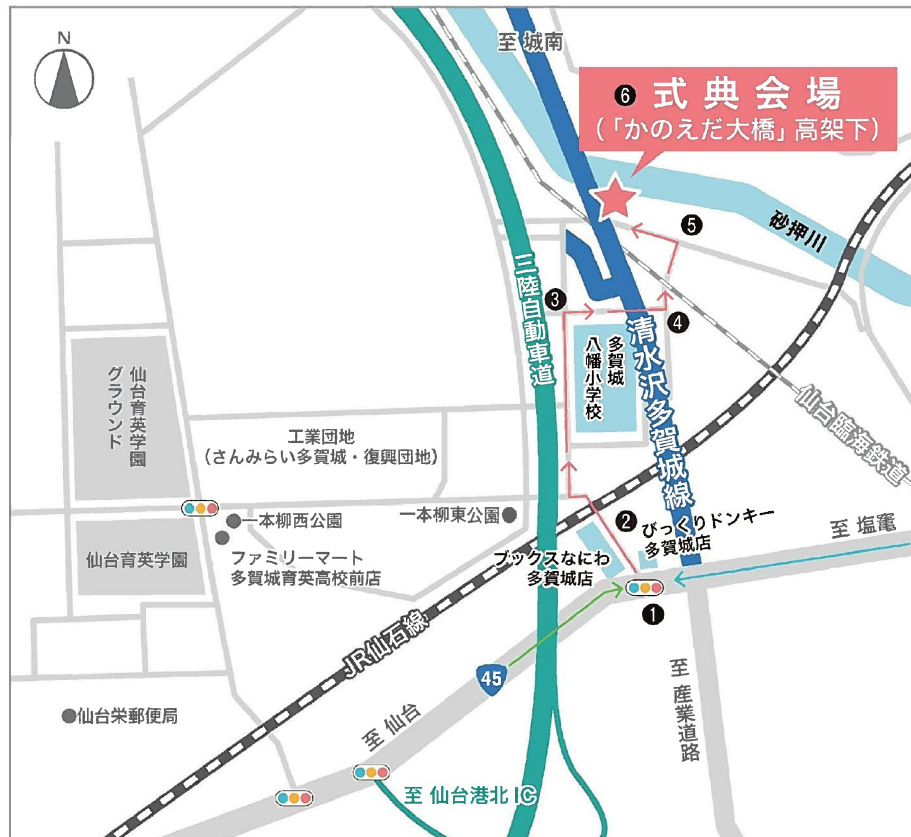 N
至 城南
❻ 式典会場
（「かのえだ大橋」高架下）
砂押川
❺
三陸自動車道
❸
❹
多賀城
八幡小学校
清水沢多賀城線
仙台臨海鉄道
仙台育英学園
グラウンド
工業団地
（さんみらい多賀城・復興団地）
一本柳西公園
一本柳東公園
ファミリーマート
多賀城育英高校前店
仙台育英学園
❷
びっくりドンキー
多賀城店
ブックスなにわ
多賀城店
至 塩竈
❶
JR仙石線
45
至 仙台
至 産業道路
仙台栄郵便局
至 仙台港北IC